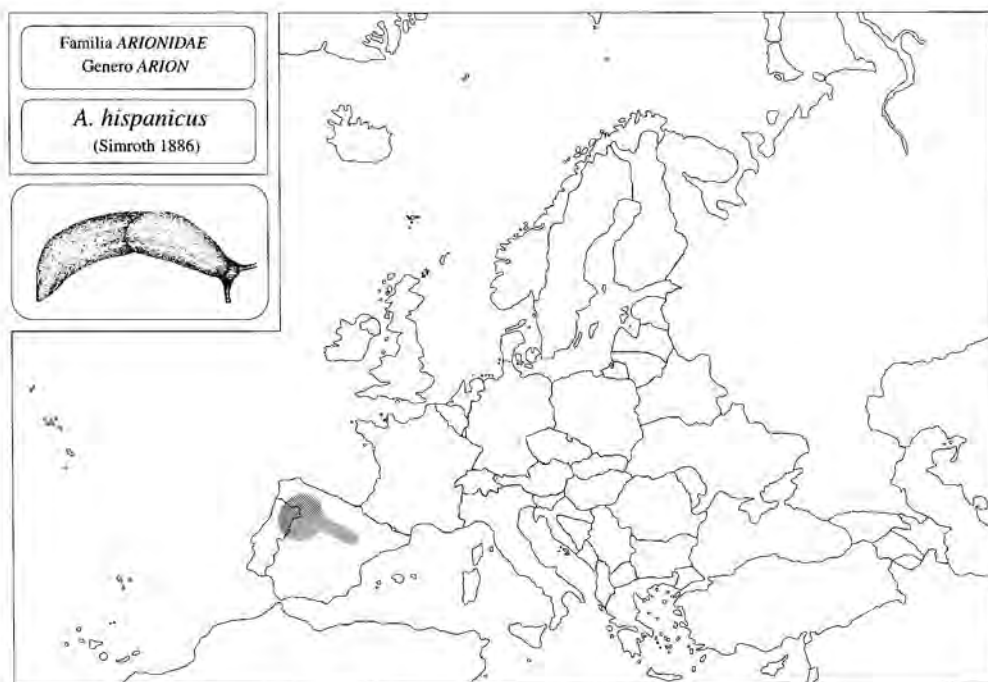 Familia ARIONIDAE
Genero ARION
A. hispanicus
(Simroth 1886)